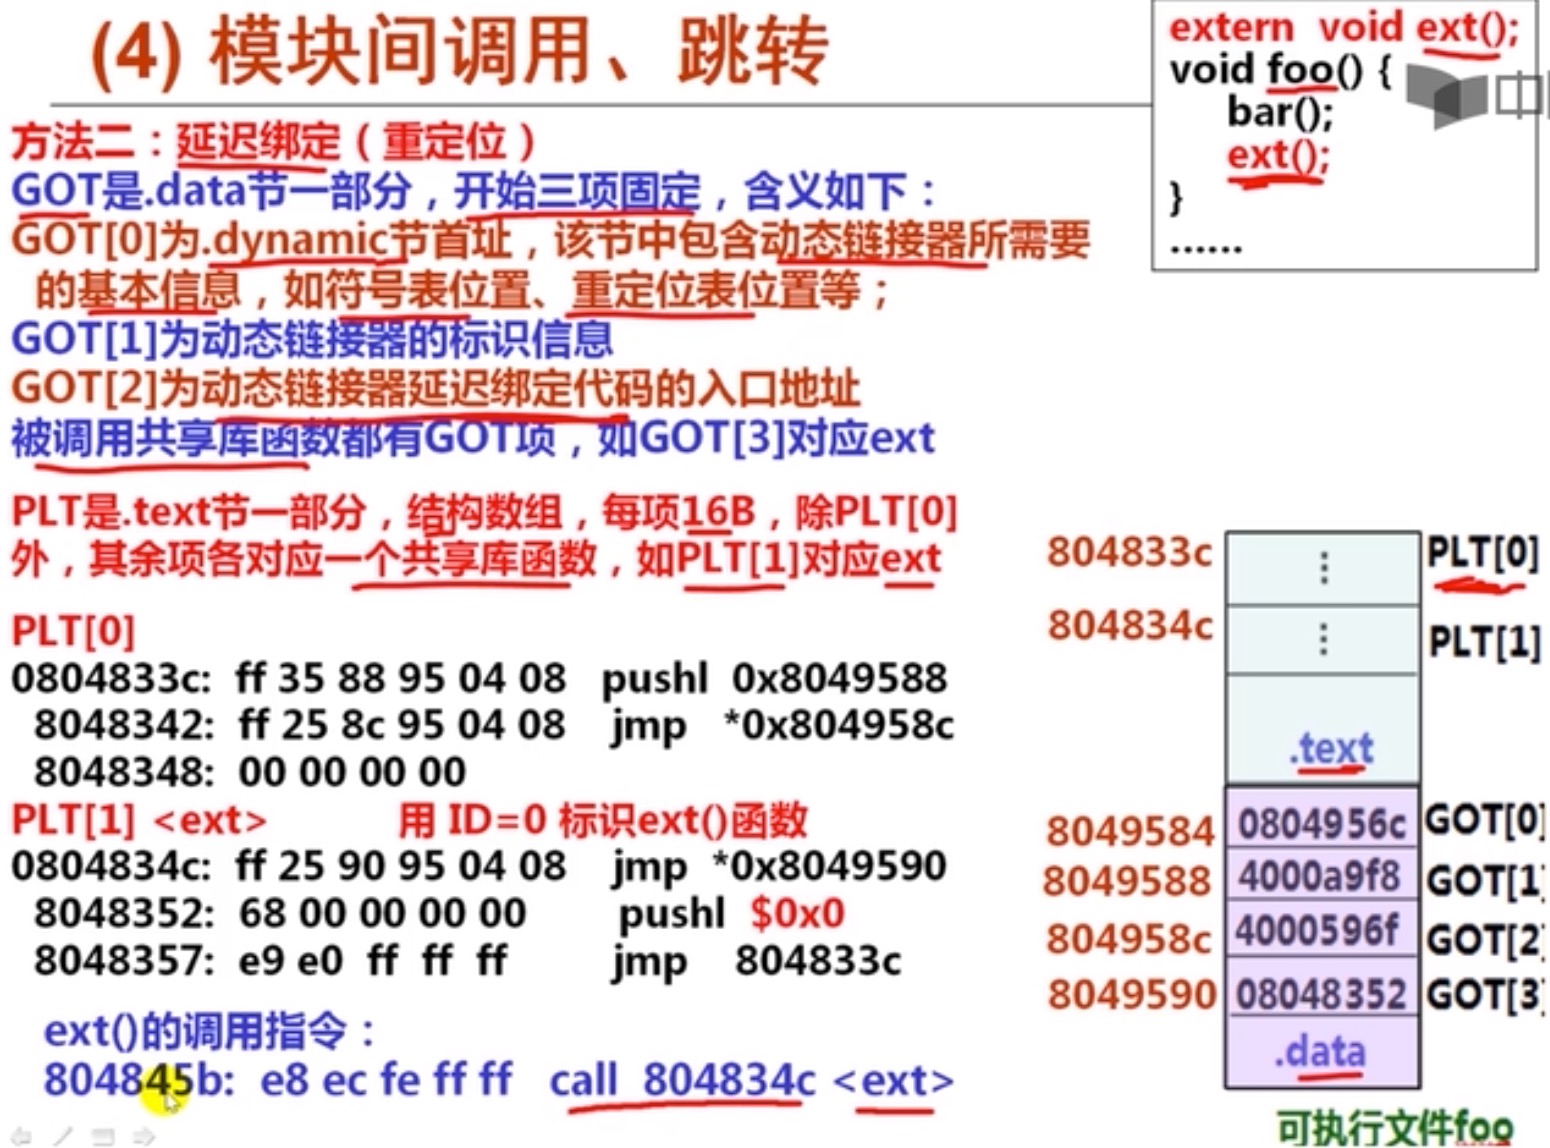 (4) 模块间调用、跳转
extern void ext();
void foo() {
bar();
ext();
}
......
方法二：延迟绑定（重定位）
GOT是.data节一部分，开始三项固定，含义如下：
GOT[0]为.dynamic节首址，该节中包含动态链接器所需要
的基本信息，如符号表位置、重定位表位置等；
GOT[1]为动态链接器的标识信息
GOT[2]为动态链接器延迟绑定代码的入口地址
被调用共享库函数都有GOT项，如GOT[3]对应ext
PLT是.text节一部分，结构数组，每项16B，除PLT[0]
外，其余项各对应一个共享库函数，如PLT[1]对应ext
PLT[0]
0804833c: ff 35 88 95 04 08 pushl 0x8049588
8048342: ff 25 8c 95 04 08 jmp *0x804958c
8048348: 00 00 00 00
PLT[1] <ext> 用 ID=0 标识ext()函数
0804834c: ff 25 90 95 04 08 jmp *0x8049590
8048352: 68 00 00 00 00 pushl $0x0
8048357: e9 e0 ff ff ff jmp 804833c
ext()的调用指令：
804845b: e8 ec fe ff ff call 804834c <ext>
804833c ⋮ PLT[0]
804834c ⋮ PLT[1]
.text
8049584 0804956c GOT[0]
8049588 4000a9f8 GOT[1]
804958c 4000596f GOT[2]
8049590 08048352 GOT[3]
.data
可执行文件foo
中